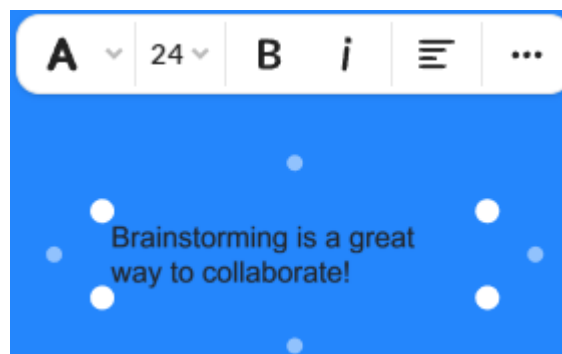 A 24 B i
Brainstorming is a great
way to collaborate!